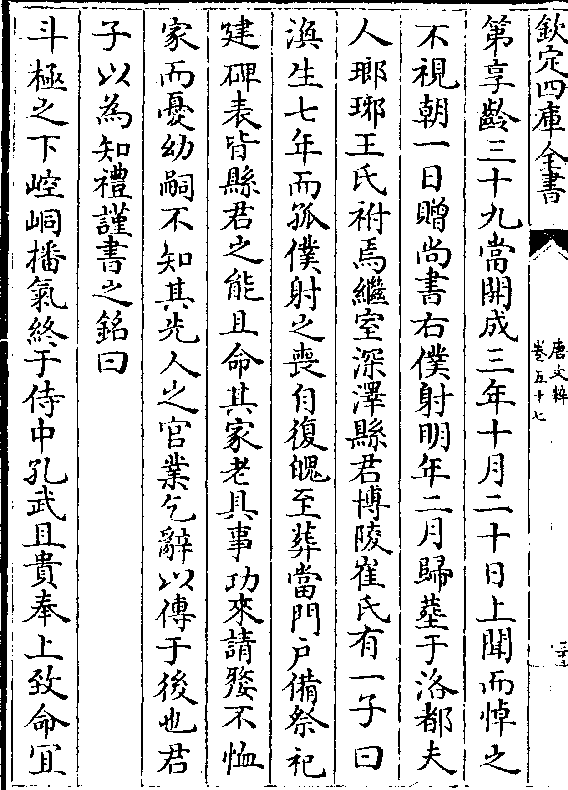 欽定四庫全書
唐文粹
卷五十七
第享齡三十九當開成三年十月二十日上聞而悼之
不視朝一日贈尚書右僕射明年二月歸塟于洛都夫
人瑯琊王氏祔焉繼室深澤縣君博陵崔氏有一子曰
渙生七年而孤僕射之喪自復魄至葬當門戶備祭祀
建碑表皆縣君之能且命其家老具事功來請嫠不恤
家而憂幼嗣不知其先人之官業乞辭以傳于後也君
子以為知禮謹書之銘曰
斗極之下崆峒播氣終于侍中孔武且貴奉上致命宜